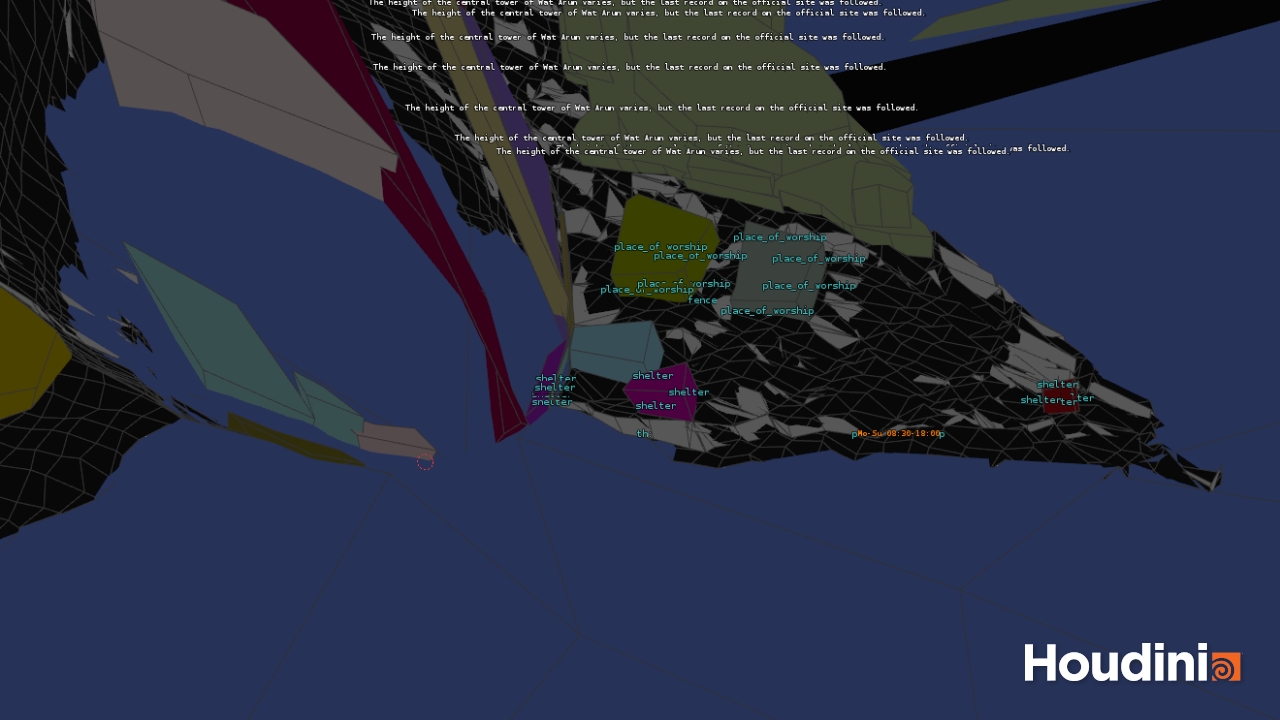 The height of the central tower of Wat Arun varies, but the last record on the official site was followed.
The height of the central tower of Wat Arun varies, but the last record on the official site was followed.
The height of the central tower of Wat Arun varies, but the last record on the official site was followed.
The height of the central tower of Wat Arun varies, but the last record on the official site was followed.
The height of the central tower of Wat Arun varies, but the last record on the official site was followed.
The height of the central tower of Wat Arun varies, but the last record on the official site was followed.
was followed.
The height of the central tower of Wat Arun varies, but the last record on the official site was followed.
place_of_worship
place_of_worship
place_of_worship
place_of_worship
place_of_worship
place_of_worship
place_of_worship
fence
place_of_worship
shelter
shelter
shelter
shelter
shelter
shelter
shelter
shelter
th
Mo-Su 08:30-18:00
Houdini